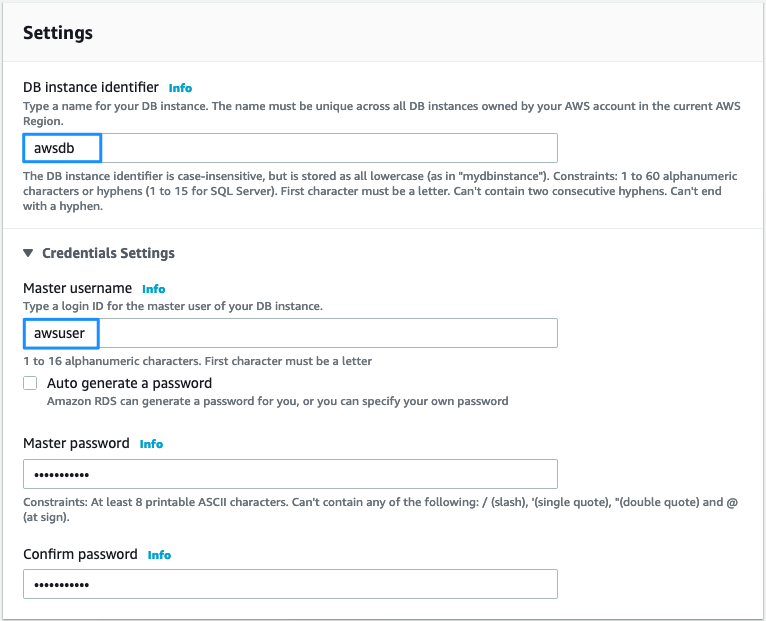 Settings
DB instance identifier Info
Type a name for your DB instance. The name must be unique across all DB instances owned by your AWS account in the current AWS
Region.
awsdb
The DB instance identifier is case-insensitive, but is stored as all lowercase (as in "mydbinstance"). Constraints: 1 to 60 alphanumeric
characters or hyphens (1 to 15 for SQL Server). First character must be a letter. Can't contain two consecutive hyphens. Can't end
with a hyphen.
Credentials Settings
Master username Info
Type a login ID for the master user of your DB instance.
awsuser
1 to 16 alphanumeric characters. First character must be a letter
Auto generate a password
Amazon RDS can generate a password for you, or you can specify your own password
Master password Info
•••••••••••
Constraints: At least 8 printable ASCII characters. Can't contain any of the following: / (slash), '(single quote), "(double quote) and @
(at sign).
Confirm password Info
•••••••••••